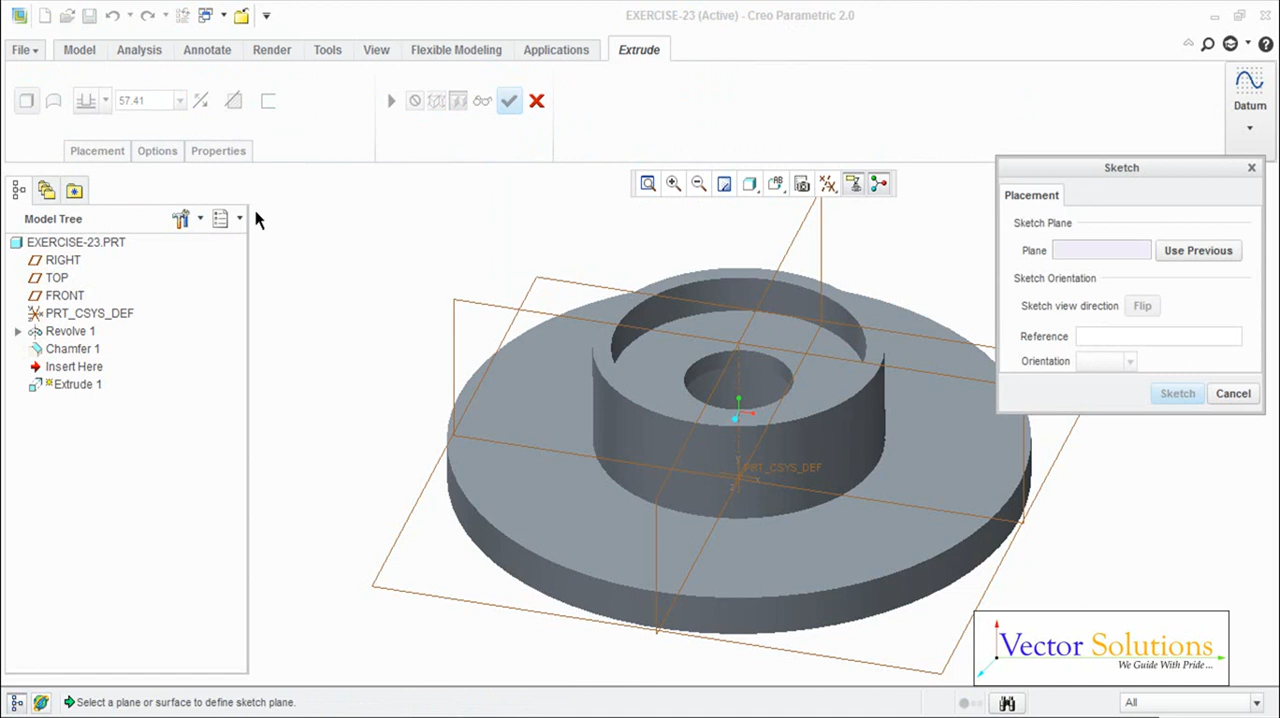 EXERCISE-23 (Active) - Creo Parametric 2.0
File Model Analysis Annotate Render Tools View Flexible Modeling Applications Extrude
57.41
Datum
Placement Options Properties
Sketch
Placement
Sketch Plane
Plane Use Previous
Sketch Orientation
Sketch view direction Flip
Reference
Orientation
Sketch Cancel
Model Tree
EXERCISE-23.PRT
RIGHT
TOP
FRONT
PRT_CSYS_DEF
Revolve 1
Chamfer 1
Insert Here
Extrude 1
PRT_CSYS_DEF
Vector Solutions
We Guide With Pride...
Select a plane or surface to define sketch plane.
All